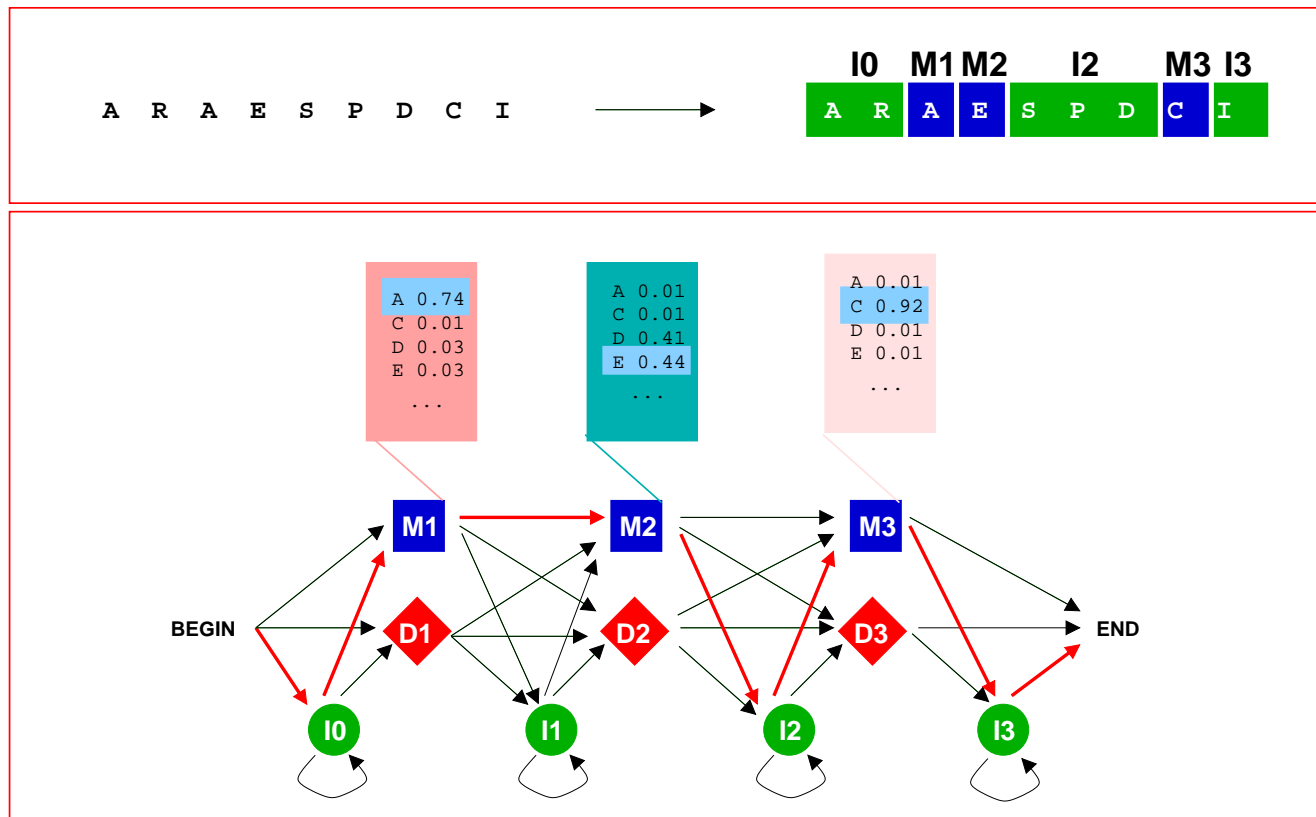 I0 M1 M2 I2 M3 I3
A R A E S P D C I
A R A E S P D C I
A 0.74
C 0.01
D 0.03
E 0.03
...
A 0.01
C 0.01
D 0.41
E 0.44
...
A 0.01
C 0.92
D 0.01
E 0.01
...
M1 M2 M3
BEGIN D1 D2 D3 END
I0 I1 I2 I3